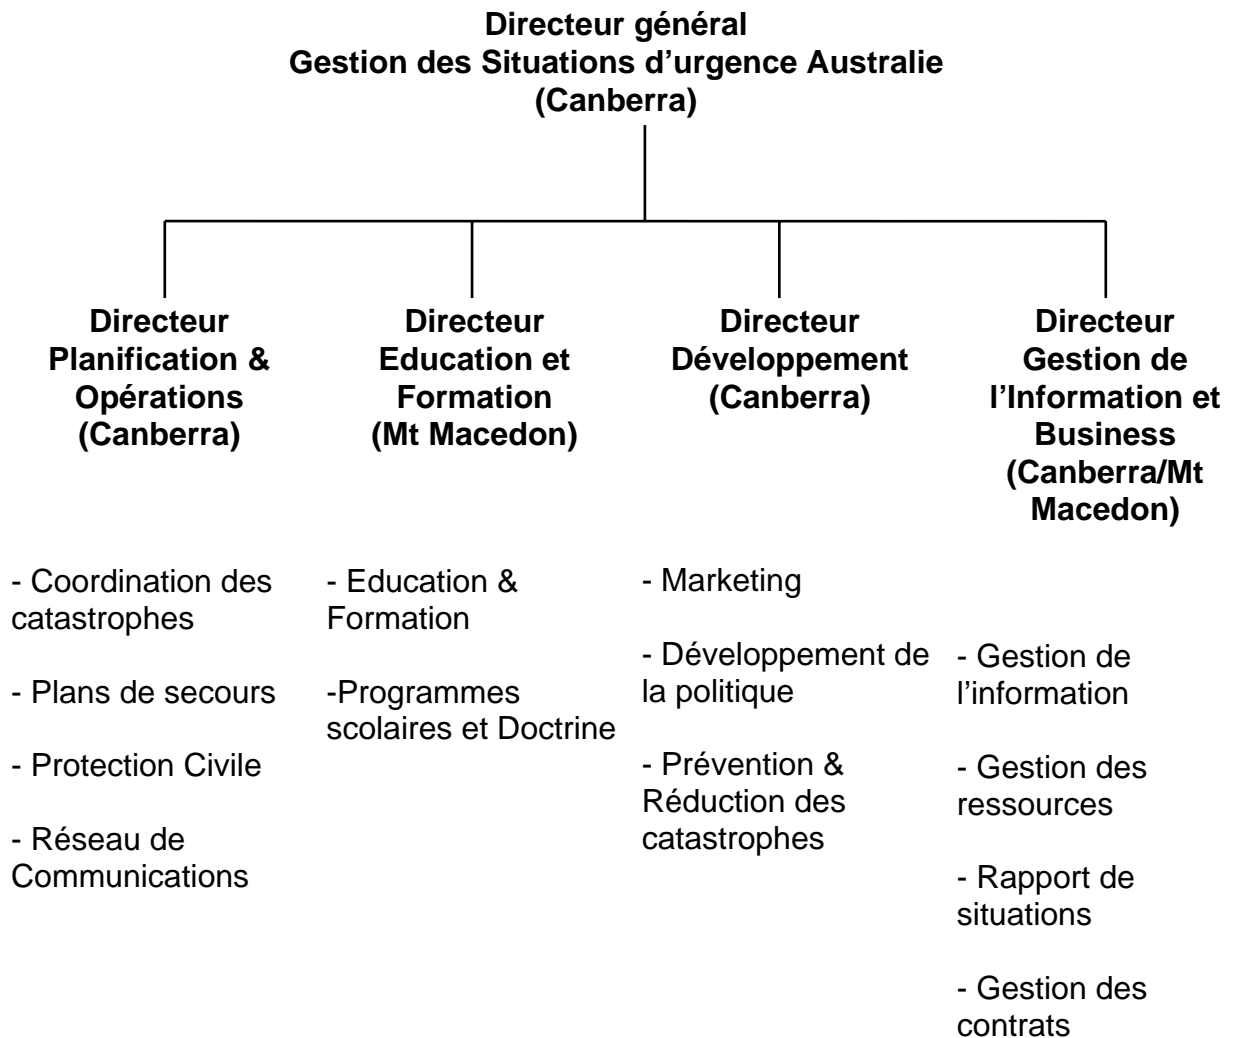 Directeur général
Gestion des Situations d'urgence Australie
(Canberra)
Directeur
Planification &
Opérations
(Canberra)
Directeur
Education et
Formation
(Mt Macedon)
Directeur
Développement
(Canberra)
Directeur
Gestion de
l'Information et
Business
(Canberra/Mt
Macedon)
- Coordination des
catastrophes
- Plans de secours
- Protection Civile
- Réseau de
Communications
- Education &
Formation
-Programmes
scolaires et Doctrine
- Marketing
- Développement de
la politique
- Prévention &
Réduction des
catastrophes
- Gestion de
l'information
- Gestion des
ressources
- Rapport de
situations
- Gestion des
contrats